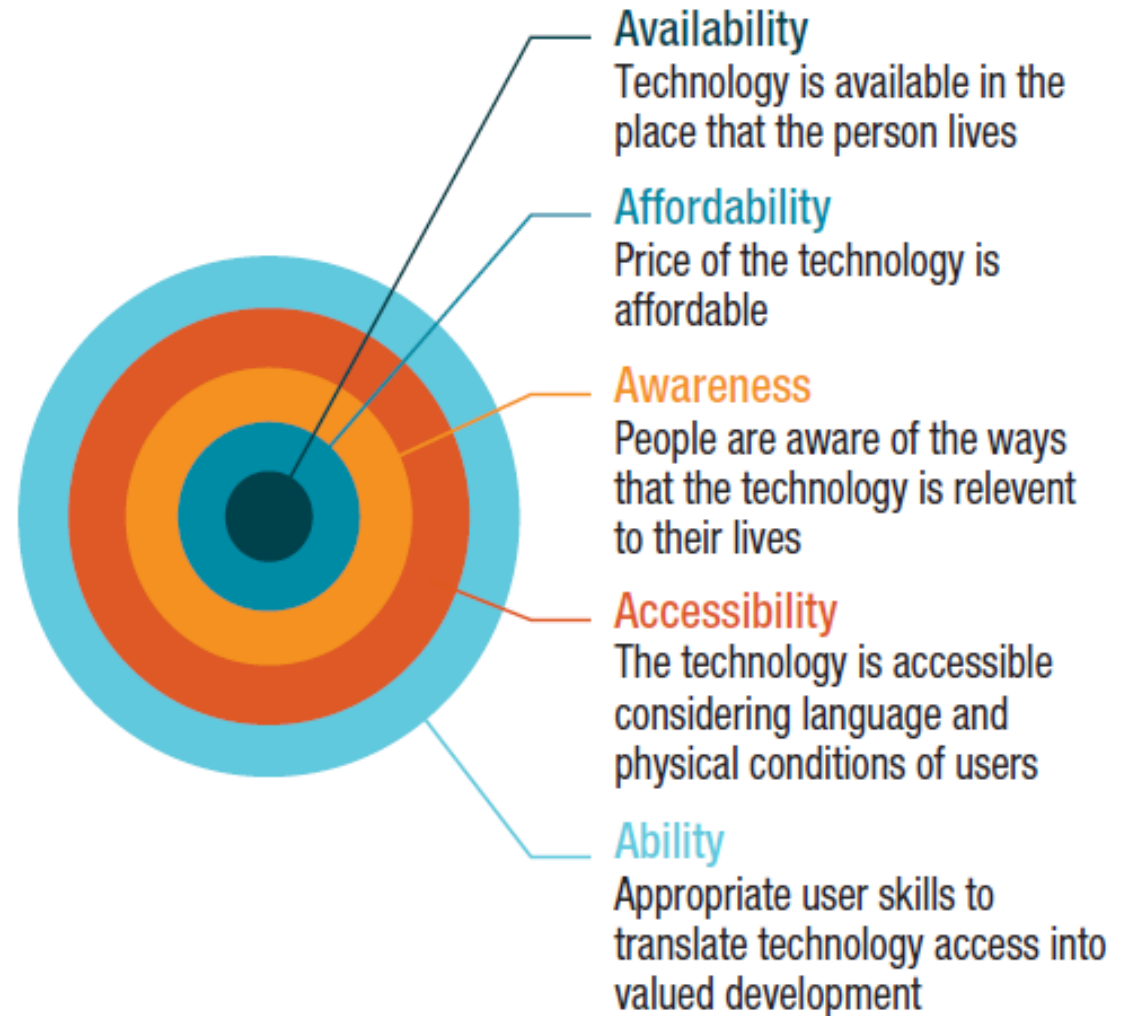 Availability
Technology is available in the
place that the person lives
Affordability
Price of the technology is
affordable
Awareness
People are aware of the ways
that the technology is relevent
to their lives
Accessibility
The technology is accessible
considering language and
physical conditions of users
Ability
Appropriate user skills to
translate technology access into
valued development